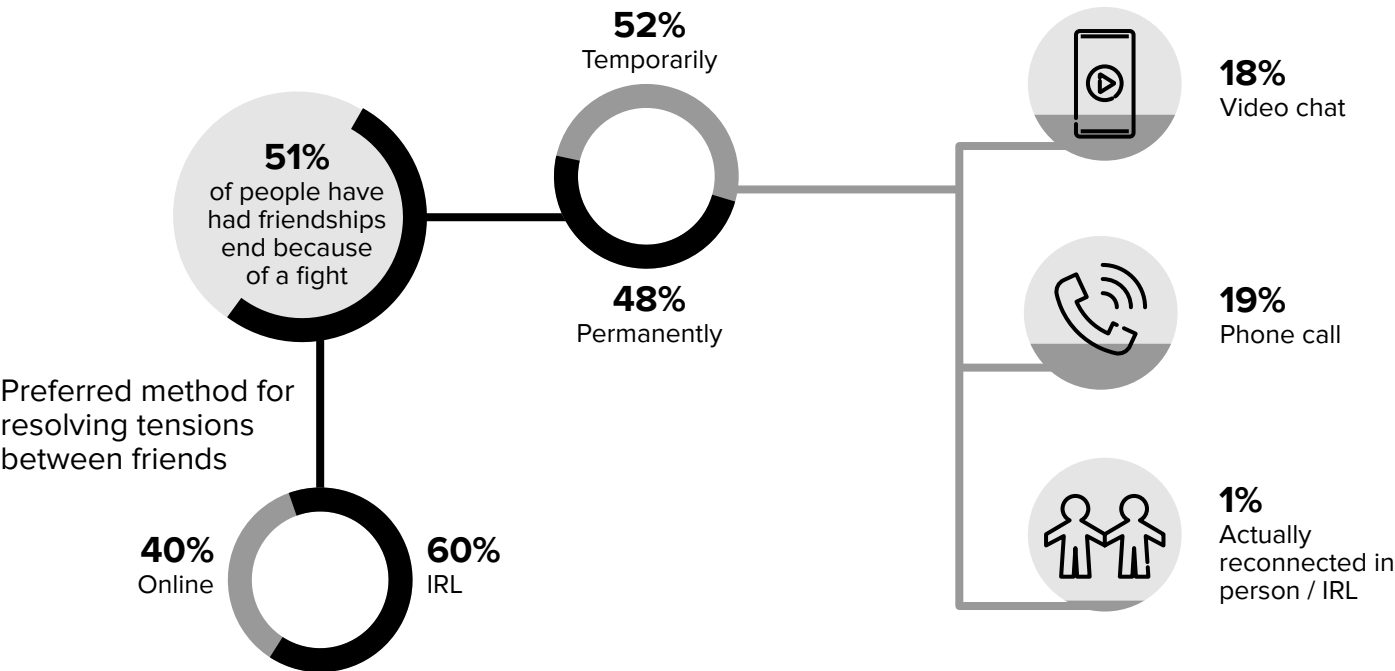 51%
of people have
had friendships
end because
of a fight
52%
Temporarily
48%
Permanently
18%
Video chat
19%
Phone call
1%
Actually
reconnected in
person / IRL
Preferred method for
resolving tensions
between friends
40%
Online
60%
IRL